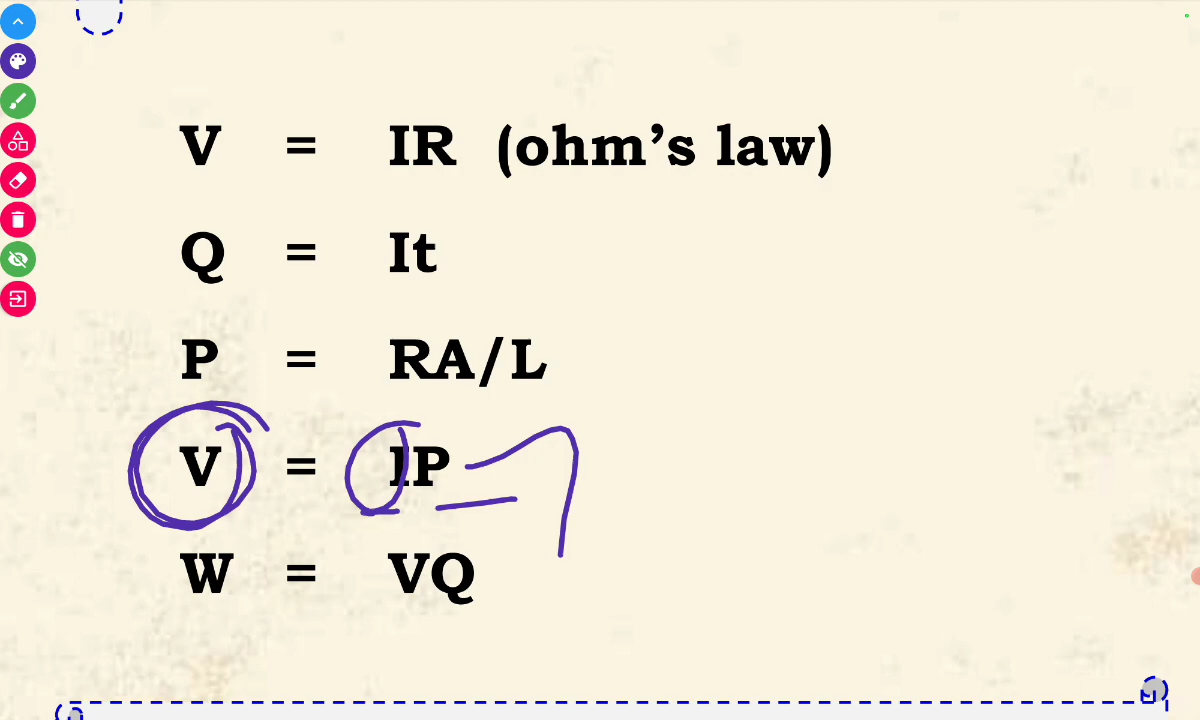 V = IR (ohm’s law)
Q = It
P = RA/L
V = IP
W = VQ